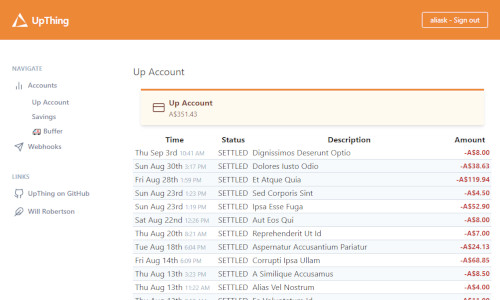 UpThing
aliask - Sign out
NAVIGATE
Accounts
Up Account
Savings
Buffer
Webhooks
LINKS
UpThing on GitHub
Will Robertson
Up Account
Up Account
A$351.43
Time Status Description Amount
Thu Sep 3rd 10:41 AM SETTLED Dignissimos Deserunt Optio -A$8.00
Sun Aug 30th 3:17 PM SETTLED Dolores Iusto Odio -A$38.63
Fri Aug 28th 1:59 PM SETTLED Et Atque Quia -A$119.94
Sun Aug 23rd 1:23 PM SETTLED Sed Corporis Sint -A$4.50
Sun Aug 23rd 1:19 PM SETTLED Ipsa Esse Fuga -A$52.90
Sat Aug 22nd 12:26 PM SETTLED Aut Eos Qui -A$8.00
Thu Aug 20th 8:21 AM SETTLED Reprehenderit Ut Id -A$7.00
Tue Aug 18th 6:04 PM SETTLED Aspernatur Accusantium Pariatur -A$24.13
Fri Aug 14th 6:09 PM SETTLED Corrupti Ipsa Ullam -A$68.85
Thu Aug 13th 3:23 PM SETTLED A Similique Accusamus -A$8.50
Thu Aug 13th 11:22 AM SETTLED Alias Vel Nostrum -A$4.00